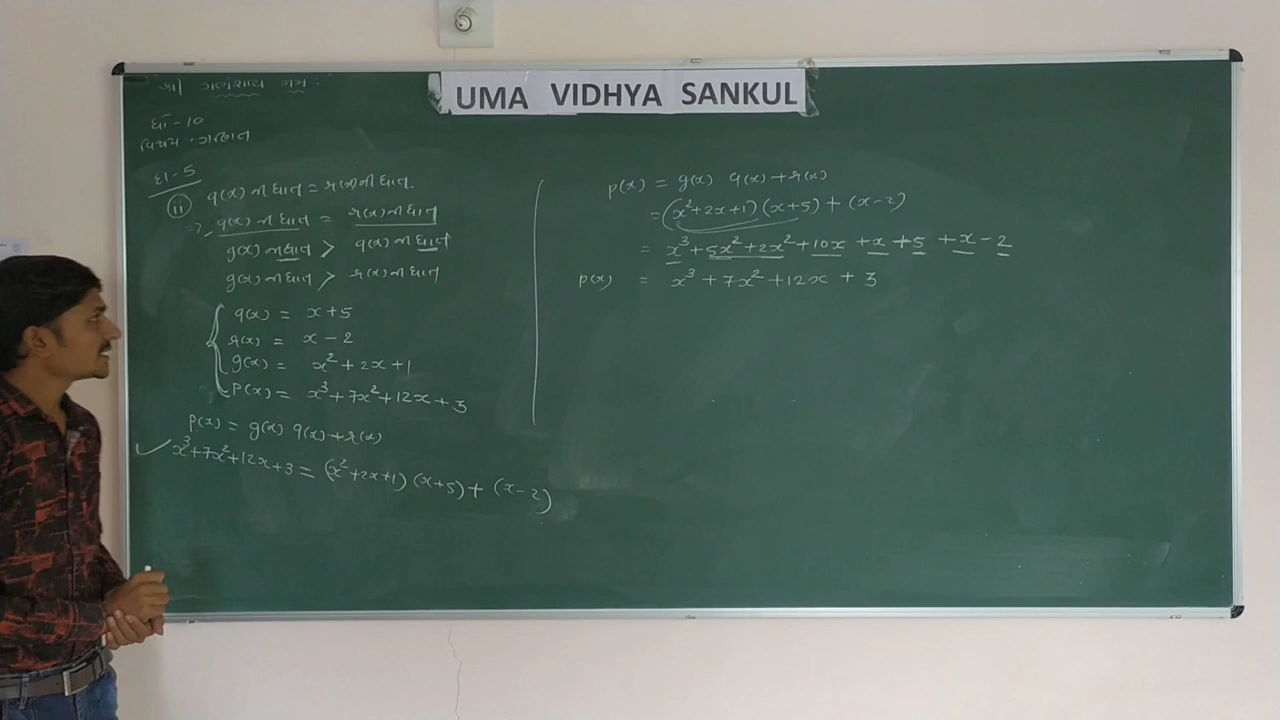 શ્રી ગણેશાય નમ :
UMA VIDHYA SANKUL
ધો-10
વિષય : ગણિત
દા-5
(ii) q(x) ની ઘાત = r(x) ની ઘાત
→ q(x) ની ઘાત = r(x) ની ઘાત
g(x) ની ઘાત > q(x) ની ઘાત
g(x) ની ઘાત > r(x) ની ઘાત
q(x) = x+5
r(x) = x-2
g(x) = x²+2x+1
P(x) = x³+7x²+12x+3
p(x) = g(x) q(x)+r(x)
✓ x³+7x²+12x+3 = (x²+2x+1) (x+5)+ (x-2)
p(x) = g(x) q(x)+r(x)
= (x²+2x+1) (x+5) + (x-2)
= x³+5x²+2x²+10x +x +5 +x-2
p(x) = x³+7x²+12x + 3